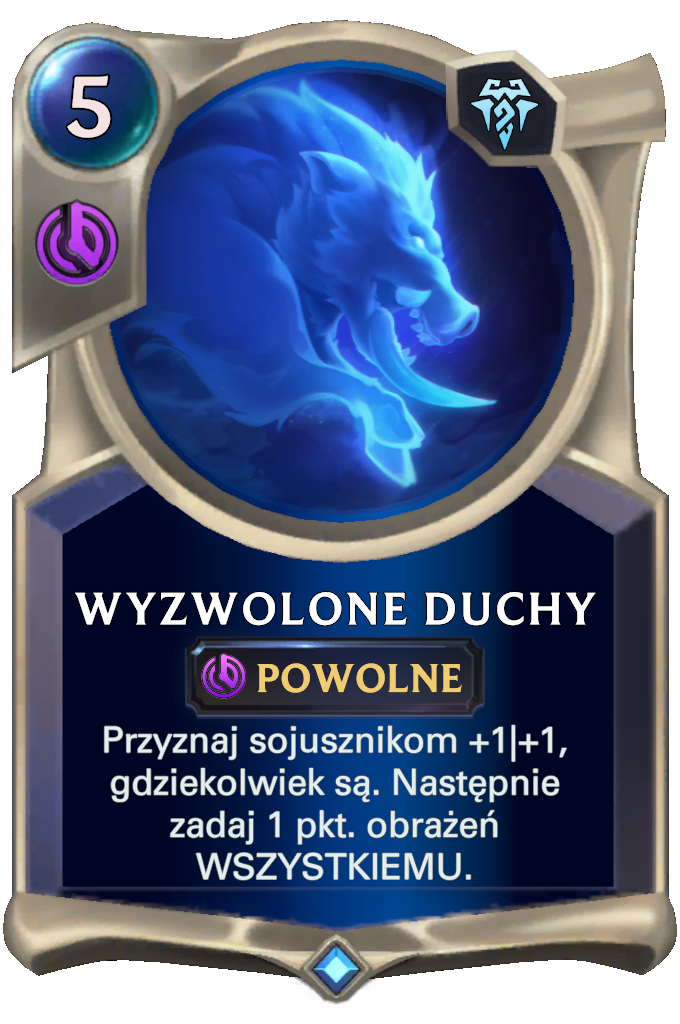 5
WYZWOLONE DUCHY
POWOLNE
Przyznaj sojusznikom +1|+1,
gdziekolwiek są. Następnie
zadaj 1 pkt. obrażeń
WSZYSTKIEMU.